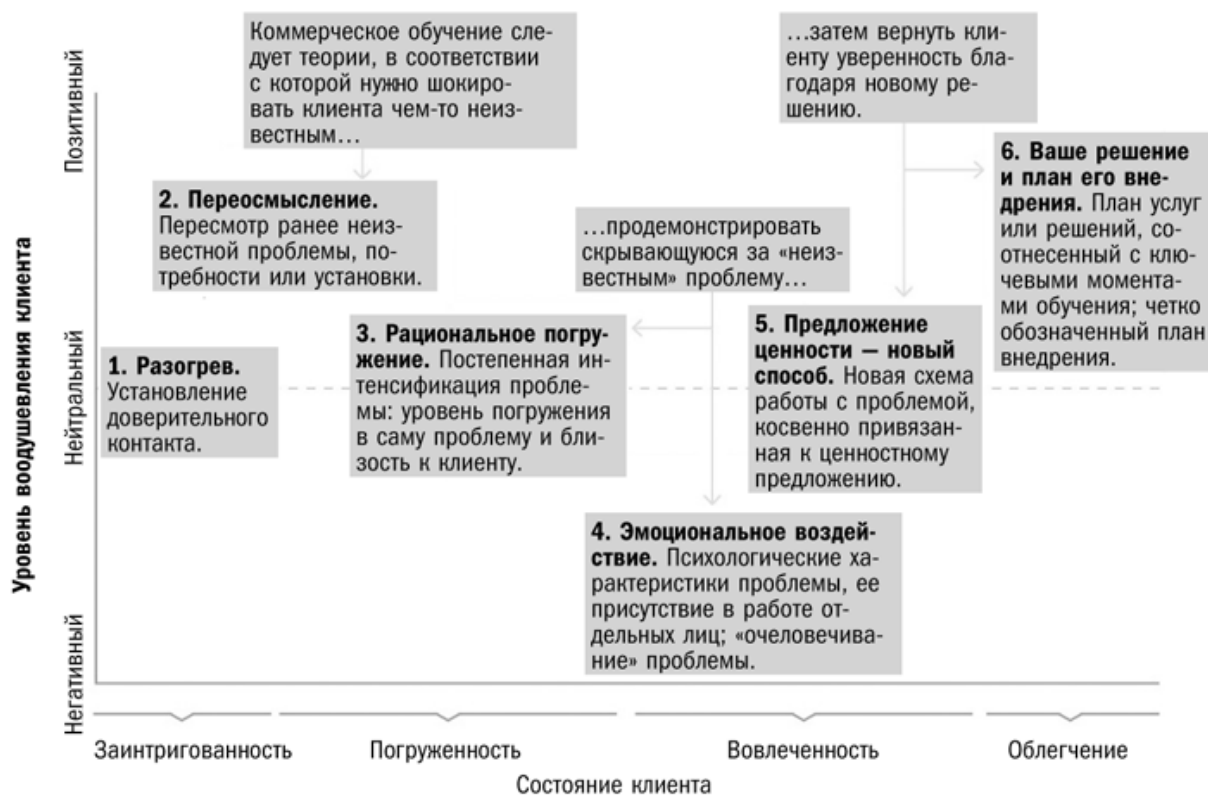 Коммерческое обучение сле-
дует теории, в соответствии
с которой нужно шокиро-
вать клиента чем-то неиз-
вестным…
…затем вернуть кли-
енту уверенность бла-
годаря новому ре-
шению.
2. Переосмысление.
Пересмотр ранее неиз-
вестной проблемы, по-
требности или установки.
…продемонстрировать
скрывающуюся за «неиз-
вестным» проблему…
6. Ваше решение
и план его вне-
дрения. План услуг
или решений, со-
отнесенный с клю-
чевыми момента-
ми обучения; четко
обозначенный план
внедрения.
1. Разогрев.
Установление
доверительного
контакта.
3. Рациональное погру-
жение. Постепенная ин-
тенсификация пробле-
мы: уровень погружения
в саму проблему и бли-
зость к клиенту.
5. Предложение
ценности — новый
способ. Новая схема
работы с проблемой,
косвенно привязан-
ная к ценностному
предложению.
4. Эмоциональное воздей-
ствие. Психологические ха-
рактеристики проблемы, ее
присутствие в работе от-
дельных лиц; «очеловечива-
ние» проблемы.
Уровень воодушевления клиента
Позитивный
Нейтральный
Негативный
Заинтригованность
Погруженность
Вовлеченность
Облегчение
Состояние клиента